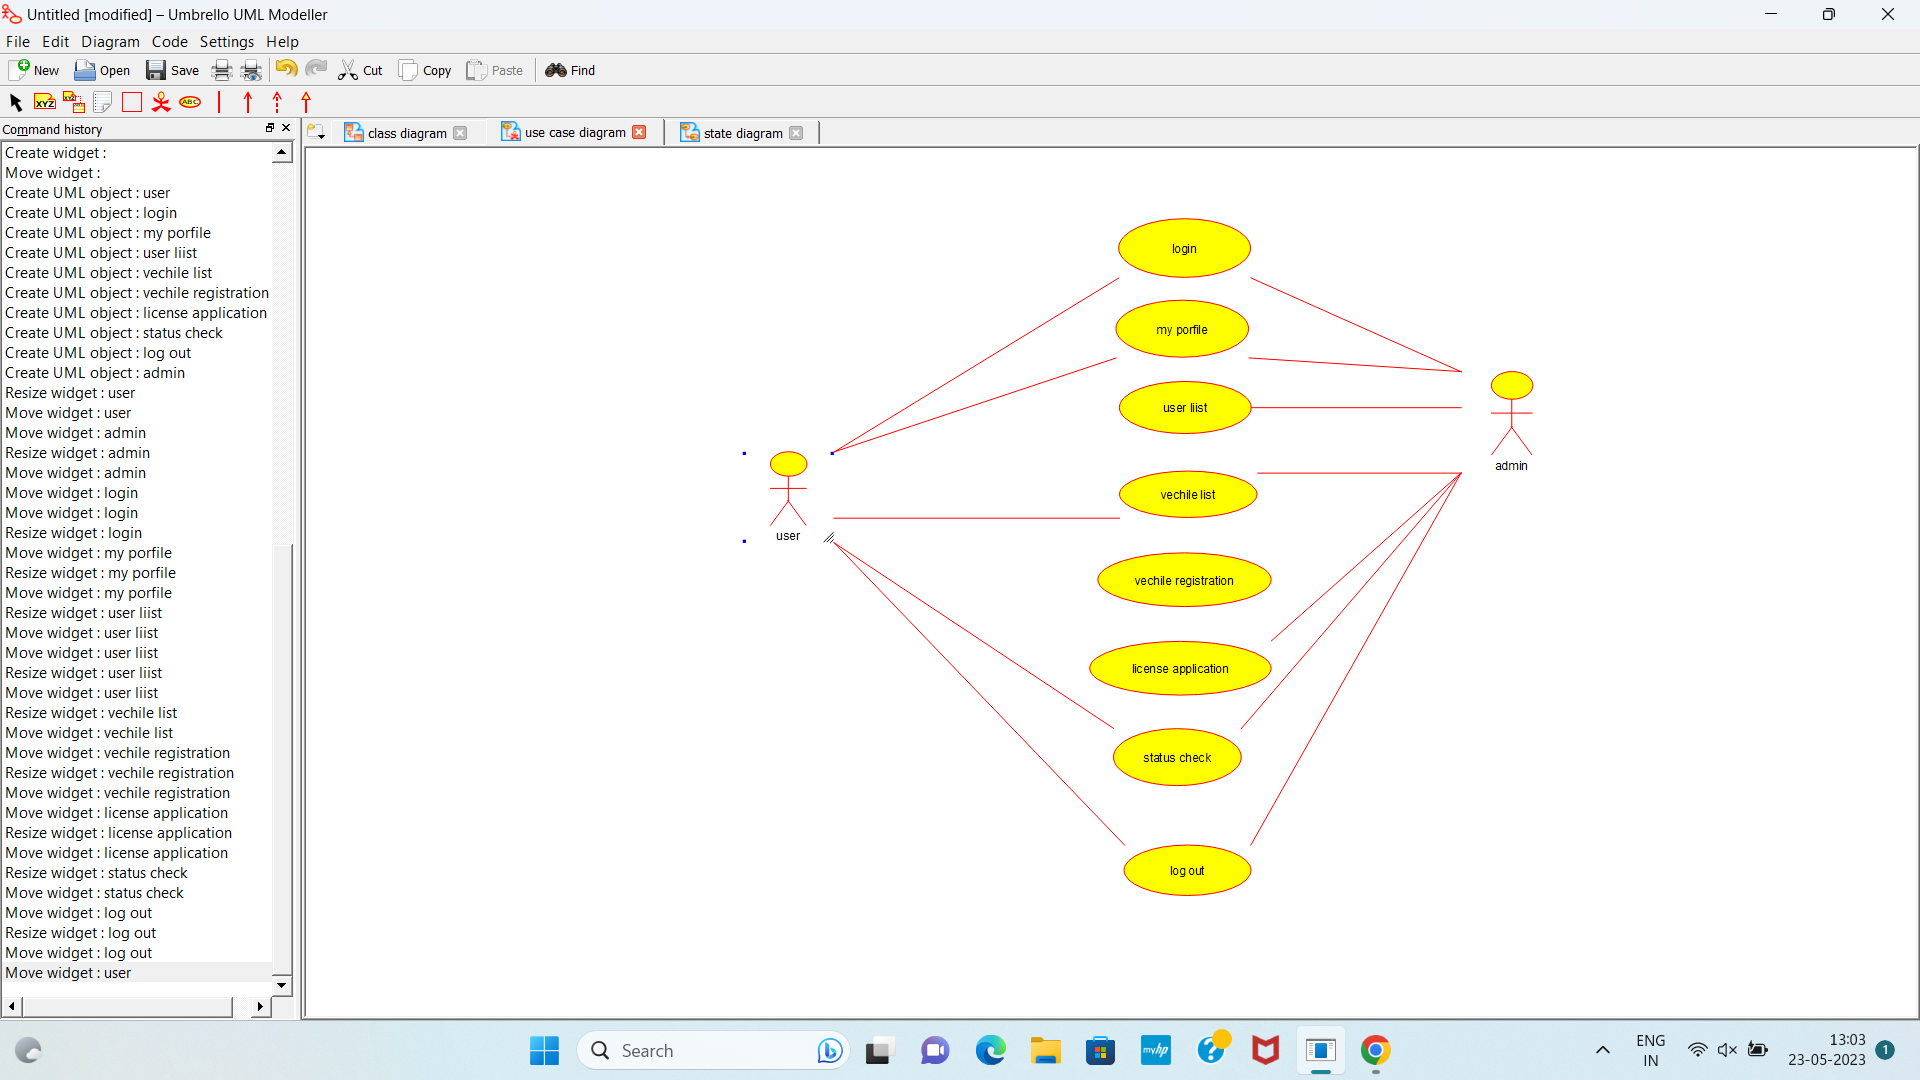 Untitled [modified] – Umbrello UML Modeller
File Edit Diagram Code Settings Help
New Open Save Cut Copy Paste Find
XYZ XYZ ABC
Command history
class diagram use case diagram state diagram
Create widget :
Move widget :
Create UML object : user
Create UML object : login
Create UML object : my porfile
Create UML object : user liist
Create UML object : vechile list
Create UML object : vechile registration
Create UML object : license application
Create UML object : status check
Create UML object : log out
Create UML object : admin
Resize widget : user
Move widget : user
Move widget : admin
Resize widget : admin
Move widget : admin
Move widget : login
Move widget : login
Resize widget : login
Move widget : my porfile
Resize widget : my porfile
Move widget : my porfile
Resize widget : user liist
Move widget : user liist
Move widget : user liist
Resize widget : user liist
Move widget : user liist
Resize widget : vechile list
Move widget : vechile list
Move widget : vechile registration
Resize widget : vechile registration
Move widget : vechile registration
Move widget : license application
Resize widget : license application
Move widget : license application
Resize widget : status check
Move widget : status check
Move widget : log out
Resize widget : log out
Move widget : log out
Move widget : user
login
my porfile
user liist
admin
vechile list
user
vechile registration
license application
status check
log out
Search
myhp
ENG
IN
13:03
23-05-2023
1